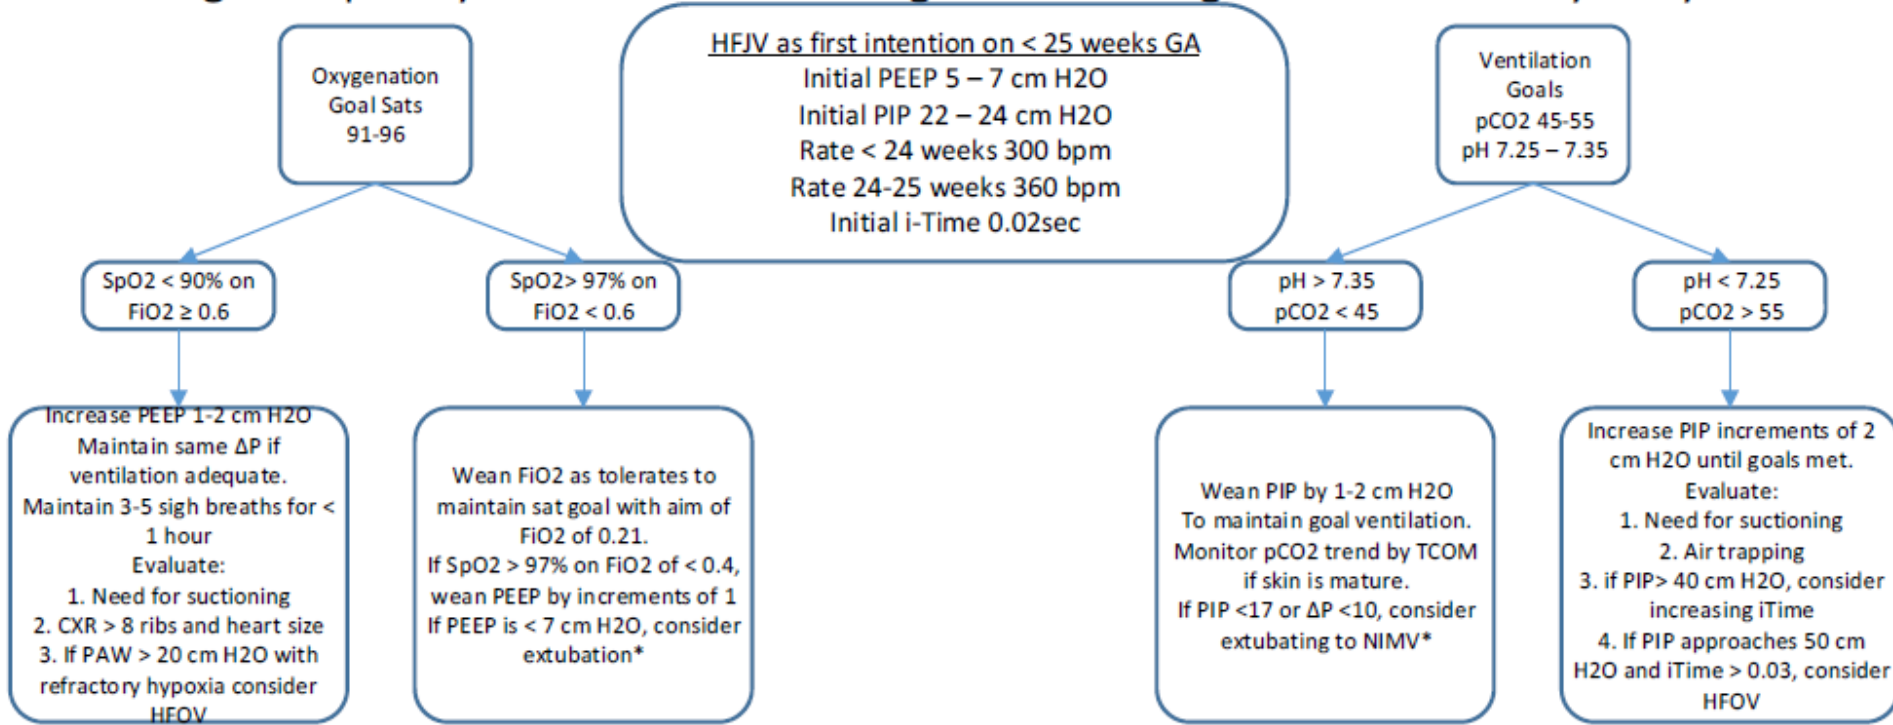 HFJV as first intention on < 25 weeks GA
Initial PEEP 5 – 7 cm H2O
Initial PIP 22 – 24 cm H2O
Rate < 24 weeks 300 bpm
Rate 24-25 weeks 360 bpm
Initial i-Time 0.02sec
Oxygenation
Goal Sats
91-96
SpO2 < 90% on
FiO2 ≥ 0.6
Increase PEEP 1-2 cm H2O
Maintain same ΔP if
ventilation adequate.
Maintain 3-5 sigh breaths for <
1 hour
Evaluate:
1. Need for suctioning
2. CXR > 8 ribs and heart size
3. If PAW > 20 cm H2O with
refractory hypoxia consider
HFOV
SpO2> 97% on
FiO2 < 0.6
Wean FiO2 as tolerates to
maintain sat goal with aim of
FiO2 of 0.21.
If SpO2 > 97% on FiO2 of < 0.4,
wean PEEP by increments of 1
If PEEP is < 7 cm H2O, consider
extubation*
Ventilation
Goals
pCO2 45-55
pH 7.25 – 7.35
pH > 7.35
pCO2 < 45
Wean PIP by 1-2 cm H2O
To maintain goal ventilation.
Monitor pCO2 trend by TCOM
if skin is mature.
If PIP <17 or ΔP <10, consider
extubating to NIMV*
pH < 7.25
pCO2 > 55
Increase PIP increments of 2
cm H2O until goals met.
Evaluate:
1. Need for suctioning
2. Air trapping
3. if PIP> 40 cm H2O, consider
increasing iTime
4. If PIP approaches 50 cm
H2O and iTime > 0.03, consider
HFOV